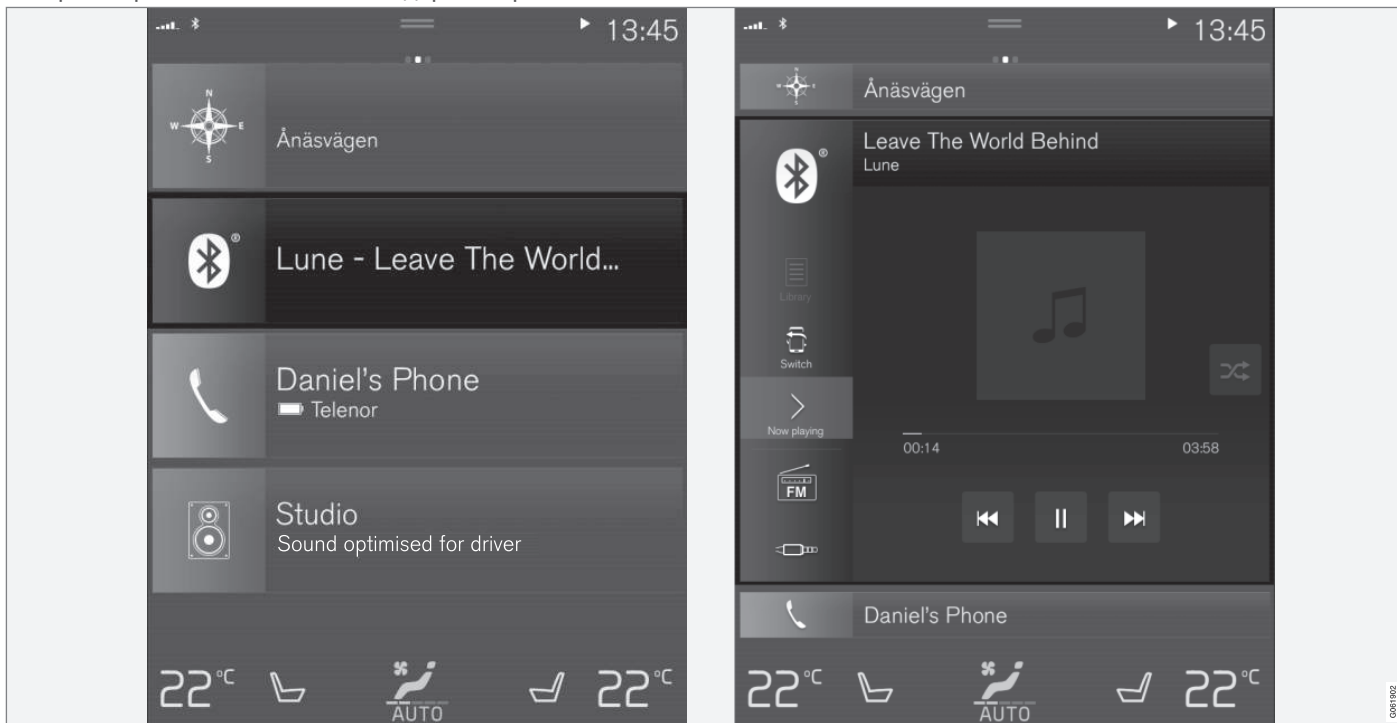 13:45
N
W E
S
Ånäsvägen
Lune - Leave The World...
Daniel's Phone
Telenor
Studio
Sound optimised for driver
22°C
AUTO
22°C
13:45
N
W E
S
Ånäsvägen
Leave The World Behind
Lune
Library
Switch
Now playing
00:14
03:58
FM
Daniel's Phone
22°C
AUTO
22°C
G061902